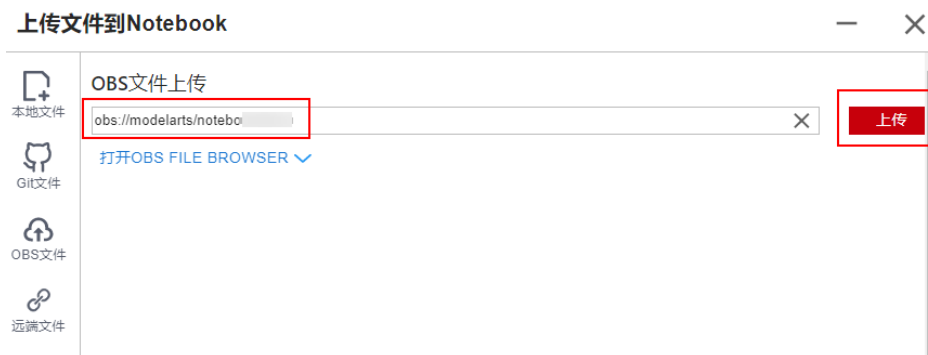 上传文件到Notebook
本地文件
Git文件
OBS文件
远端文件
OBS文件上传
obs://modelarts/notebo
上传
打开OBS FILE BROWSER